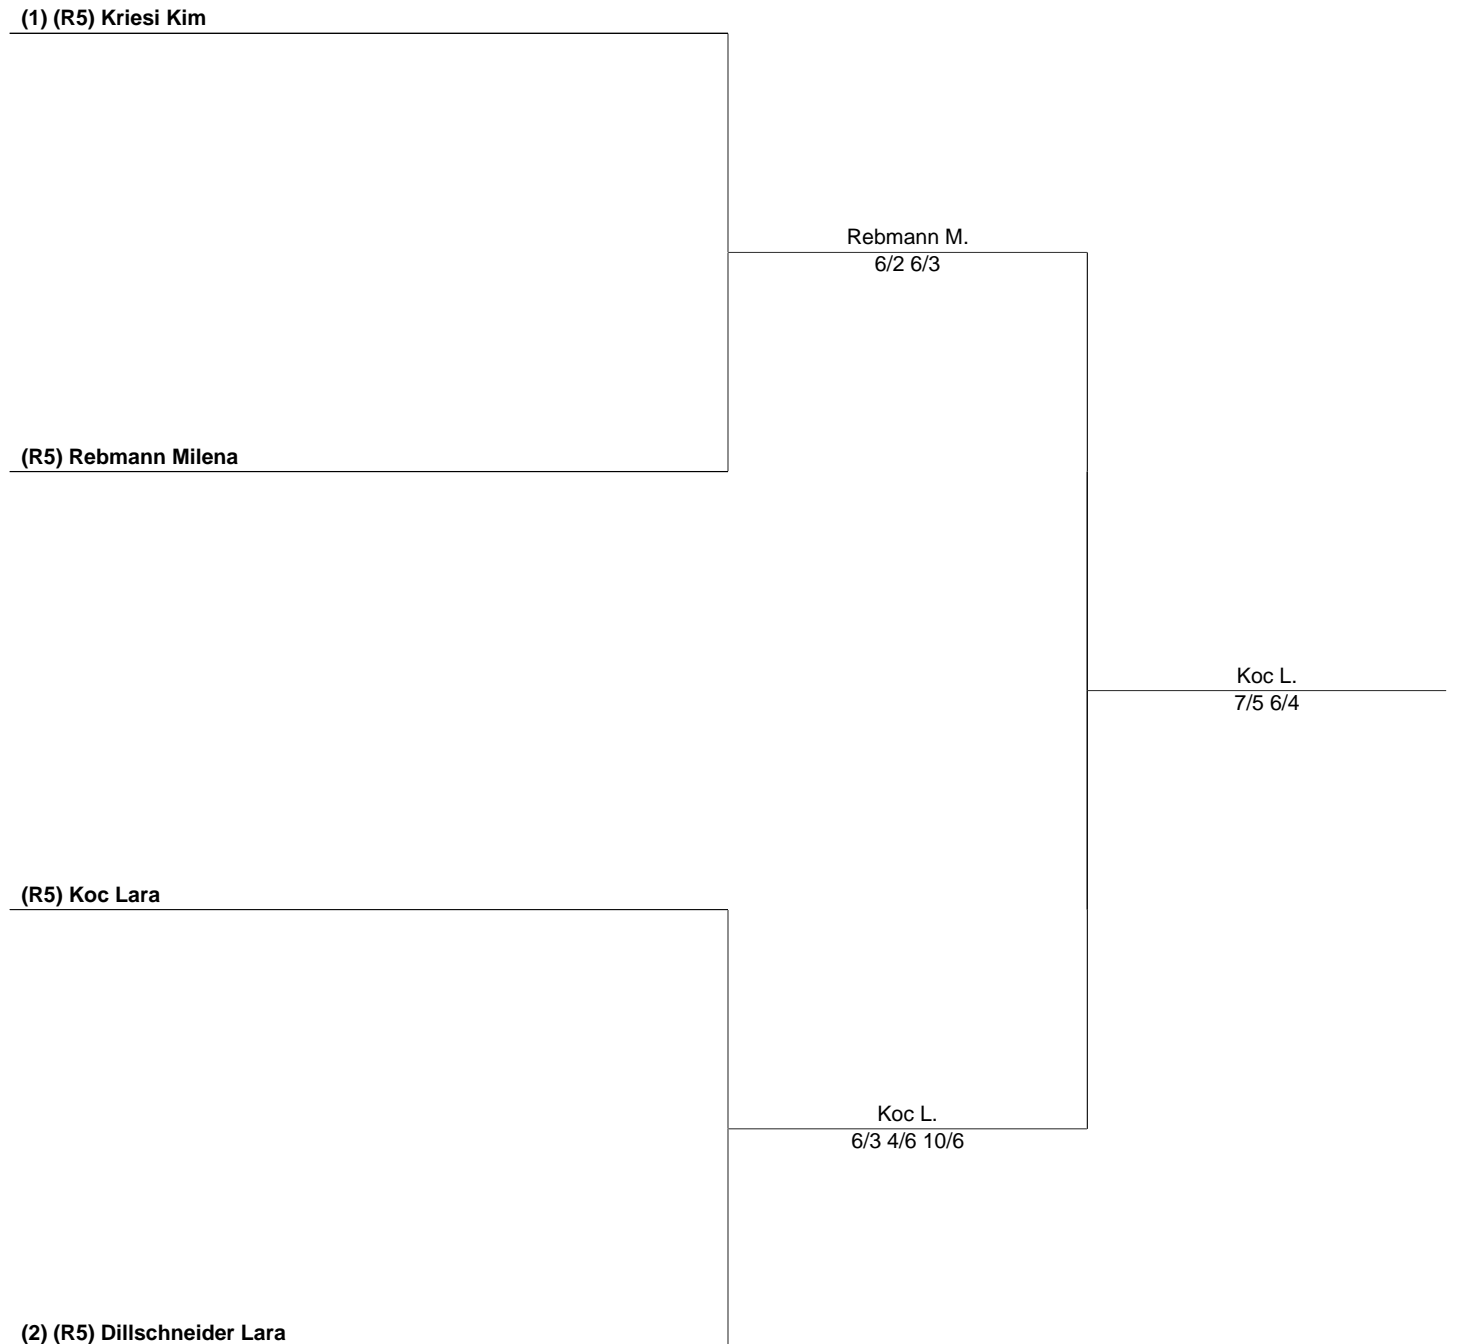 (1) (R5) Kriesi Kim
Rebmann M.
6/2 6/3
(R5) Rebmann Milena
Koc L.
7/5 6/4
(R5) Koc Lara
Koc L.
6/3 4/6 10/6
(2) (R5) Dillschneider Lara